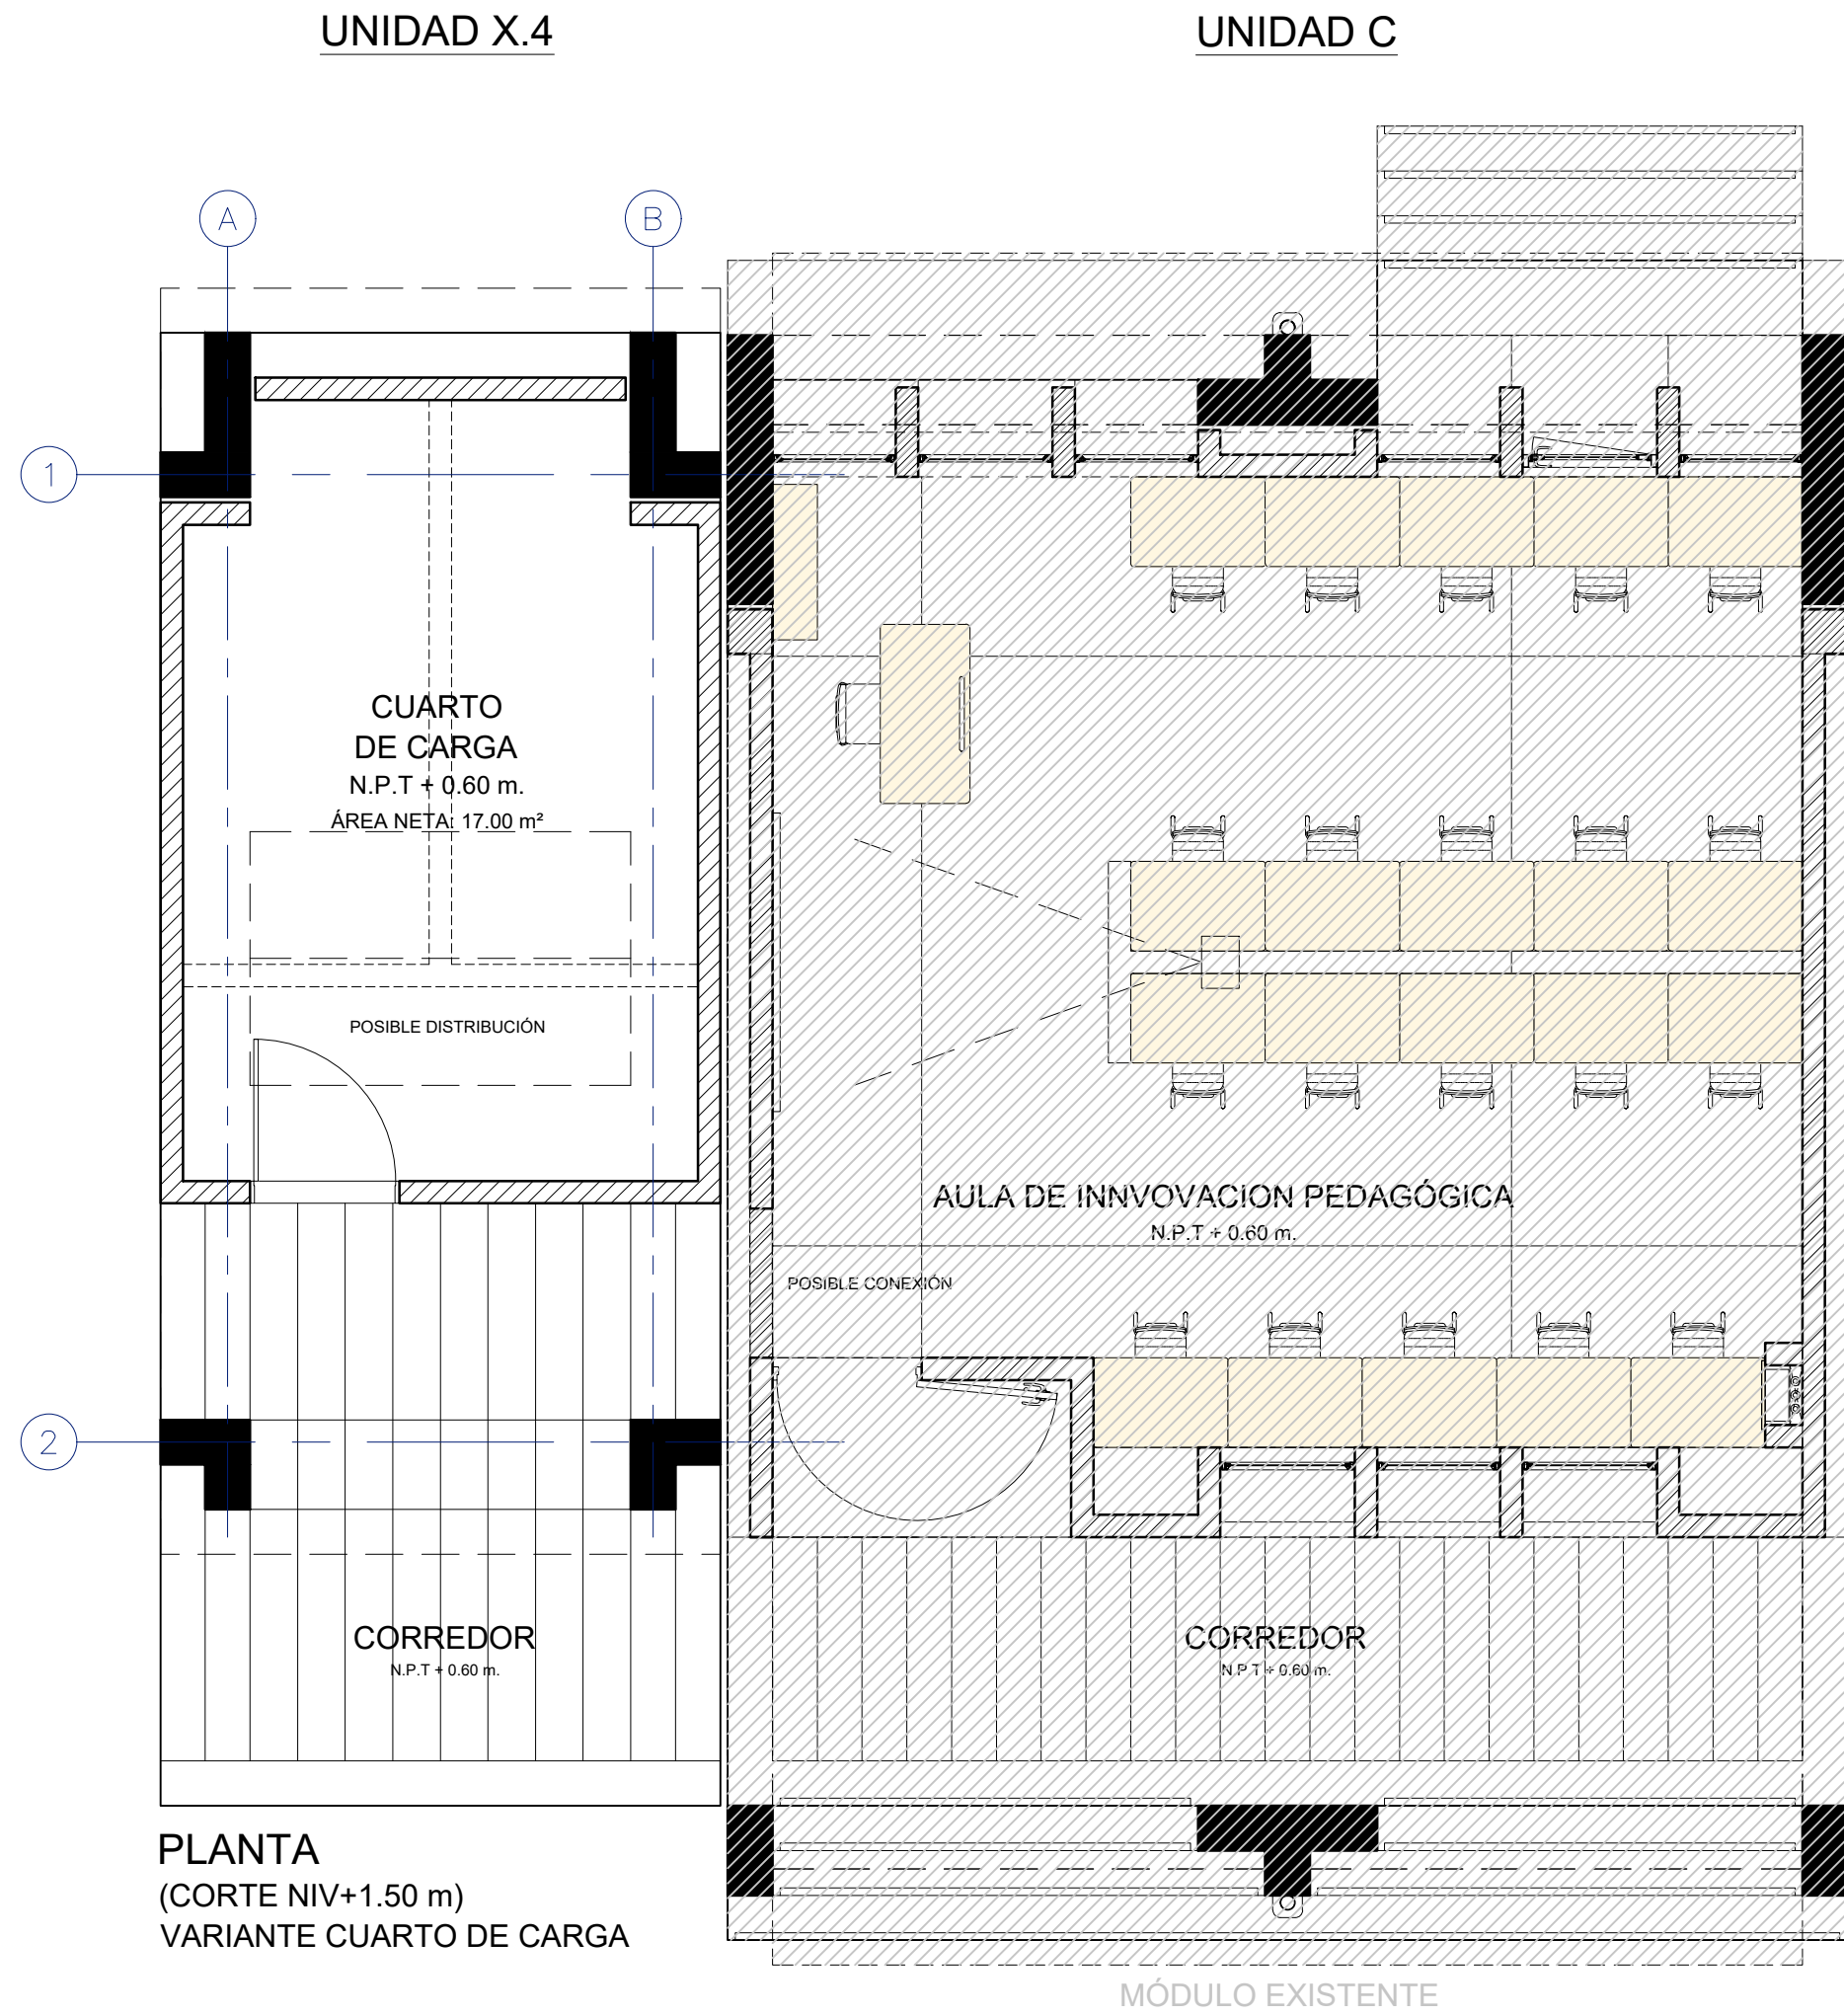 UNIDAD X.4
UNIDAD C
A
B
1
CUARTO
DE CARGA
N.P.T + 0.60 m.
ÁREA NETA: 17.00 m²
POSIBLE DISTRIBUCIÓN
AULA DE INNVOVACION PEDAGÓGICA
N.P.T + 0.60 m.
POSIBLE CONEXIÓN
2
CORREDOR
N.P.T + 0.60 m.
CORREDOR
N.P.T + 0.60 m.
PLANTA
(CORTE NIV+1.50 m)
VARIANTE CUARTO DE CARGA
MÓDULO EXISTENTE